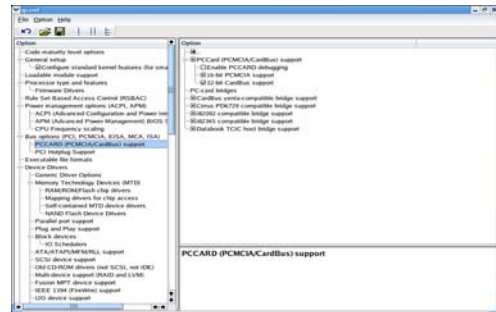 qconf
File Option Help
Option
Code maturity level options
General setup
Configure standard kernel features (for sma
Loadable module support
Processor type and features
Firmware Drivers
Rule Set Based Access Control (RSBAC)
Power management options (ACPI, APM)
ACPI (Advanced Configuration and Power Int
APM (Advanced Power Management) BIOS S
CPU Frequency scaling
Bus options (PCI, PCMCIA, EISA, MCA, ISA)
PCCARD (PCMCIA/CardBus) support
PCI Hotplug Support
Executable file formats
Device Drivers
Generic Driver Options
Memory Technology Devices (MTD)
RAM/ROM/Flash chip drivers
Mapping drivers for chip access
Self-contained MTD device drivers
NAND Flash Device Drivers
Parallel port support
Plug and Play support
Block devices
IO Schedulers
ATA/ATAPI/MFM/RLL support
SCSI device support
Old CD-ROM drivers (not SCSI, not IDE)
Multi-device support (RAID and LVM)
Fusion MPT device support
IEEE 1394 (FireWire) support
I2O device support
Option
..
PCCard (PCMCIA/CardBus) support
Enable PCCARD debugging
16-bit PCMCIA support
32-bit CardBus support
PC-card bridges
CardBus yenta-compatible bridge support
Cirrus PD6729 compatible bridge support
i82092 compatible bridge support
i82365 compatible bridge support
Databook TCIC host bridge support
PCCARD (PCMCIA/CardBus) support